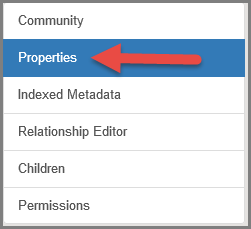 Community
Properties
Indexed Metadata
Relationship Editor
Children
Permissions